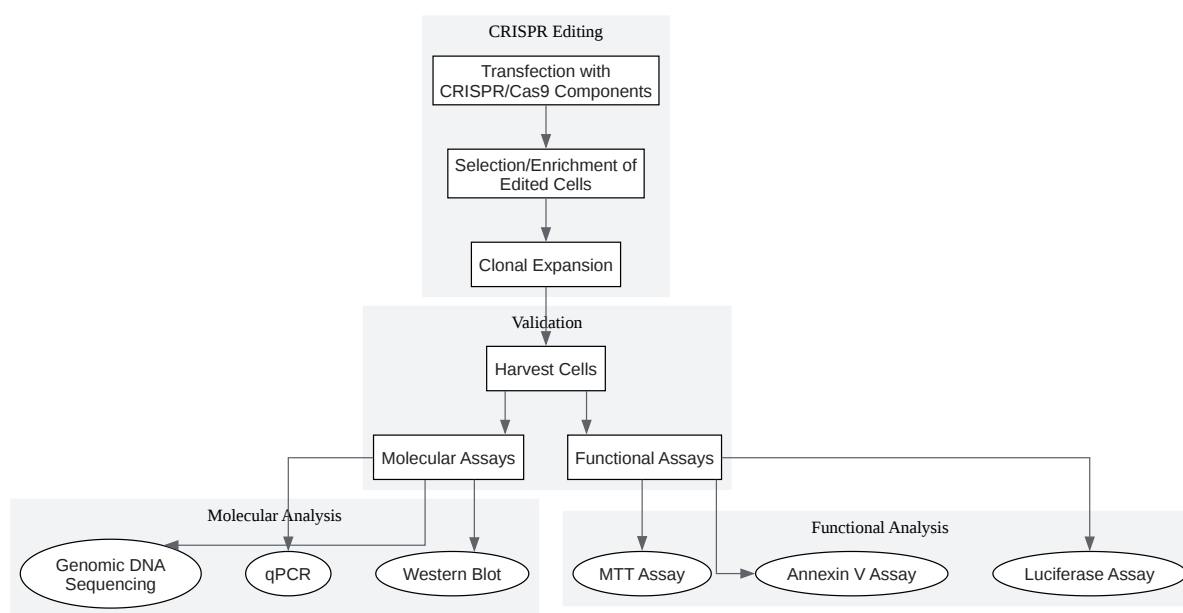 CRISPR Editing
Transfection with
CRISPR/Cas9 Components
Selection/Enrichment of
Edited Cells
Clonal Expansion
Validation
Harvest Cells
Molecular Assays
Functional Assays
Molecular Analysis
Functional Analysis
Genomic DNA
Sequencing
qPCR
Western Blot
MTT Assay
Annexin V Assay
Luciferase Assay